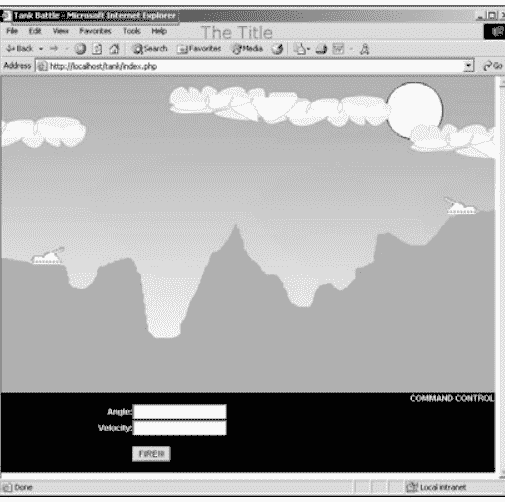 Tank Battle - Microsoft Internet Explorer
The Title
File Edit View Favorites Tools Help
Back Search Favorites Media
Address http://localhost/tank/index.php Go
COMMAND CONTROL
Angle:
Velocity:
FIRE!!!
Done Local intranet